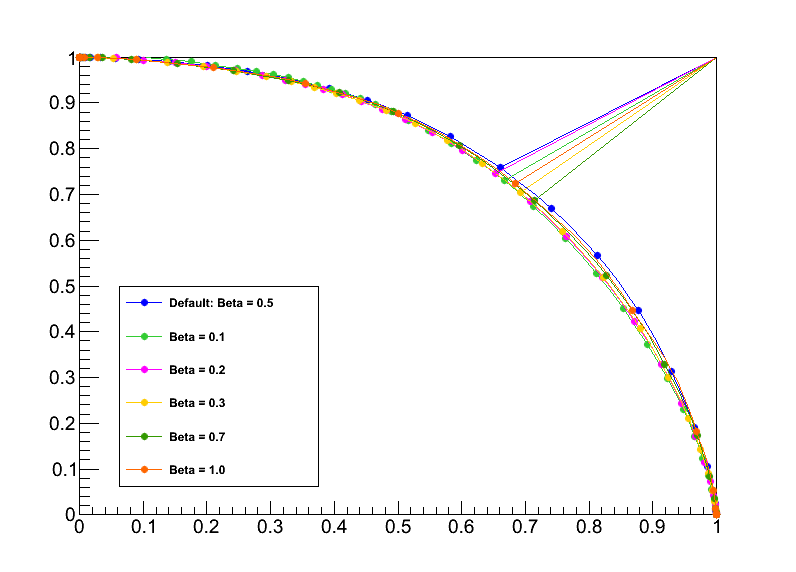 1
0.9
0.8
0.7
0.6
0.5
0.4
0.3
0.2
0.1
0
Default: Beta = 0.5
Beta = 0.1
Beta = 0.2
Beta = 0.3
Beta = 0.7
Beta = 1.0
0 0.1 0.2 0.3 0.4 0.5 0.6 0.7 0.8 0.9 1